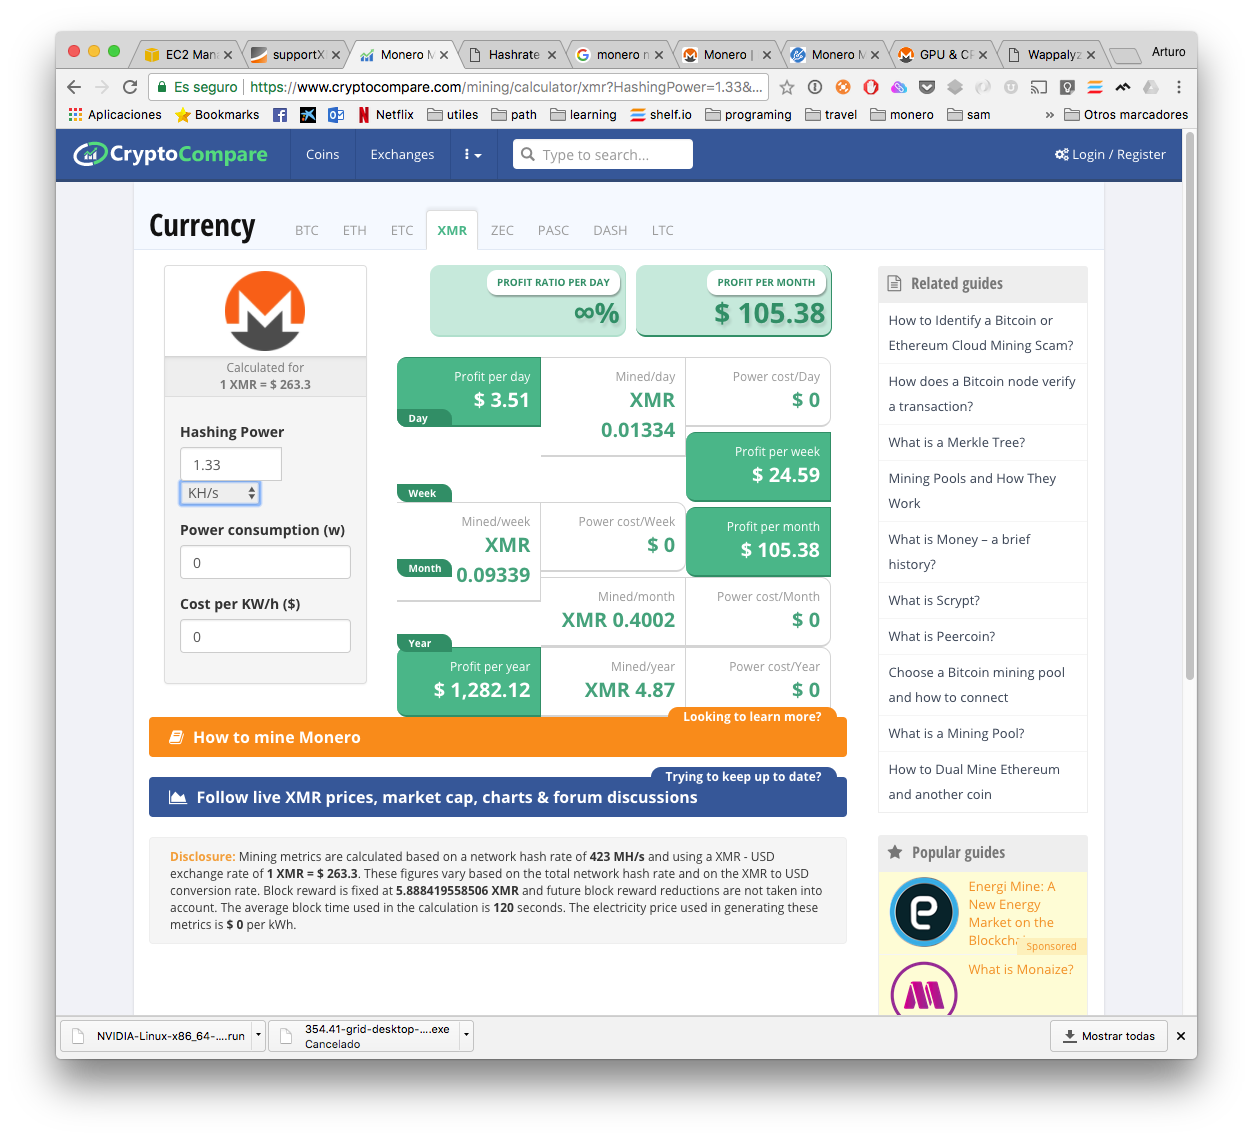 EC2 Man
supportX
Monero M
Hashrate
monero n
Monero |
Monero M
GPU & CF
Wappalyz
Arturo
Es seguro
https://www.cryptocompare.com/mining/calculator/xmr?HashingPower=1.33&...
Aplicaciones
Bookmarks
Netflix
utiles
path
learning
shelf.io
programing
travel
monero
sam
»
Otros marcadores
CryptoCompare
Coins
Exchanges
Type to search...
Login / Register
Currency
BTC
ETH
ETC
XMR
ZEC
PASC
DASH
LTC
Calculated for
1 XMR = $ 263.3
Hashing Power
1.33
KH/s
Power consumption (w)
0
Cost per KW/h ($)
0
PROFIT RATIO PER DAY
∞%
PROFIT PER MONTH
$ 105.38
Profit per day
$ 3.51
Day
Mined/day
XMR
0.01334
Power cost/Day
$ 0
Profit per week
$ 24.59
Week
Mined/week
XMR
0.09339
Power cost/Week
$ 0
Profit per month
$ 105.38
Month
Mined/month
XMR 0.4002
Power cost/Month
$ 0
Year
Profit per year
$ 1,282.12
Mined/year
XMR 4.87
Power cost/Year
$ 0
Looking to learn more?
How to mine Monero
Trying to keep up to date?
Follow live XMR prices, market cap, charts & forum discussions
Disclosure: Mining metrics are calculated based on a network hash rate of 423 MH/s and using a XMR - USD
exchange rate of 1 XMR = $ 263.3. These figures vary based on the total network hash rate and on the XMR to USD
conversion rate. Block reward is fixed at 5.888419558506 XMR and future block reward reductions are not taken into
account. The average block time used in the calculation is 120 seconds. The electricity price used in generating these
metrics is $ 0 per kWh.
Related guides
How to Identify a Bitcoin or
Ethereum Cloud Mining Scam?
How does a Bitcoin node verify
a transaction?
What is a Merkle Tree?
Mining Pools and How They
Work
What is Money – a brief
history?
What is Scrypt?
What is Peercoin?
Choose a Bitcoin mining pool
and how to connect
What is a Mining Pool?
How to Dual Mine Ethereum
and another coin
Popular guides
Energi Mine: A
New Energy
Market on the
Blockcha
Sponsored
What is Monaize?
NVIDIA-Linux-x86_64-....run
354.41-grid-desktop-....exe
Cancelado
Mostrar todas